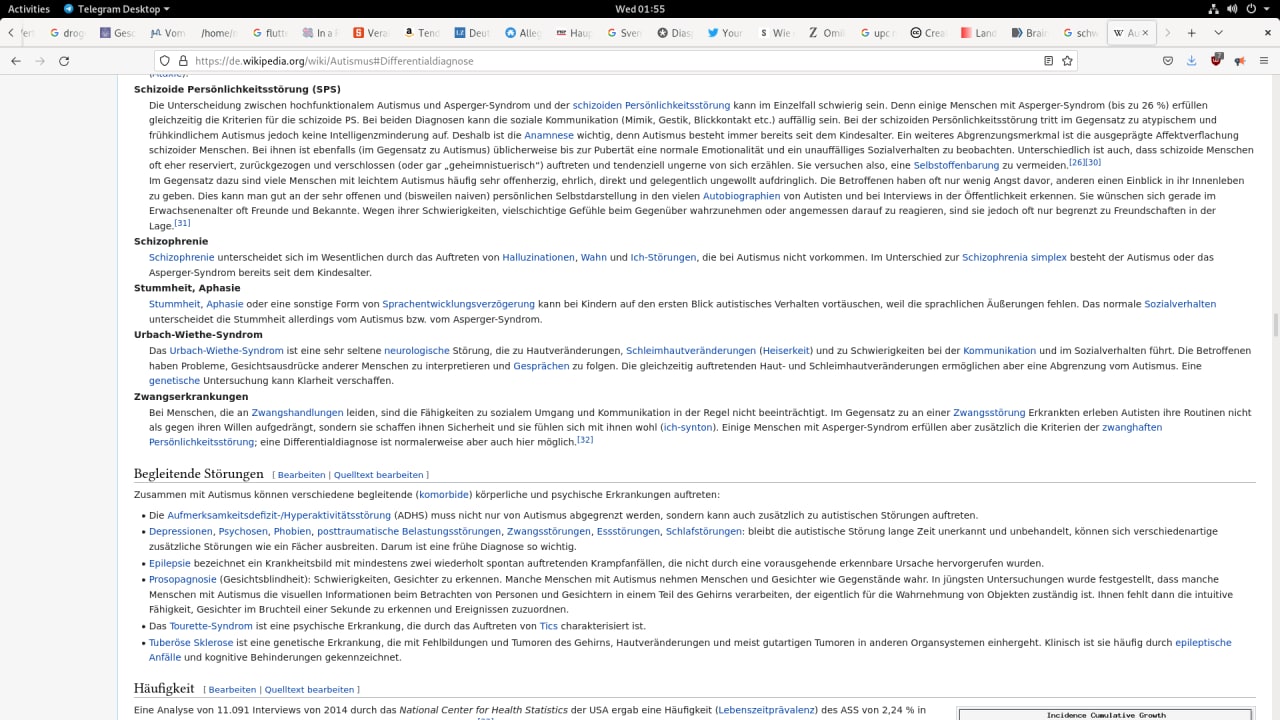 Activities Telegram Desktop Wed 01:55
drog Gesc Vom /home/n flutte In a F Verar Tend Deut Alleg Haup Sven Diag Your Wie Omil upc r Crea Land Brain schw Au
https://de.wikipedia.org/wiki/Autismus#Differentialdiagnose
(Ataxie).
Schizoide Persönlichkeitsstörung (SPS)
Die Unterscheidung zwischen hochfunktionalem Autismus und Asperger-Syndrom und der schizoiden Persönlichkeitsstörung kann im Einzelfall schwierig sein. Denn einige Menschen mit Asperger-Syndrom (bis zu 26 %) erfüllen
gleichzeitig die Kriterien für die schizoide PS. Bei beiden Diagnosen kann die soziale Kommunikation (Mimik, Gestik, Blickkontakt etc.) auffällig sein. Bei der schizoiden Persönlichkeitsstörung tritt im Gegensatz zu atypischem und
frühkindlichem Autismus jedoch keine Intelligenzminderung auf. Deshalb ist die Anamnese wichtig, denn Autismus besteht immer bereits seit dem Kindesalter. Ein weiteres Abgrenzungsmerkmal ist die ausgeprägte Affektverflachung
schizoider Menschen. Bei ihnen ist ebenfalls (im Gegensatz zu Autismus) üblicherweise bis zur Pubertät eine normale Emotionalität und ein unauffälliges Sozialverhalten zu beobachten. Unterschiedlich ist auch, dass schizoide Menschen
oft eher reserviert, zurückgezogen und verschlossen (oder gar „geheimnistuerisch“) auftreten und tendenziell ungerne von sich erzählen. Sie versuchen also, eine Selbstoffenbarung zu vermeiden.[26][30]
Im Gegensatz dazu sind viele Menschen mit leichtem Autismus häufig sehr offenherzig, ehrlich, direkt und gelegentlich ungewollt aufdringlich. Die Betroffenen haben oft nur wenig Angst davor, anderen einen Einblick in ihr Innenleben
zu geben. Dies kann man gut an der sehr offenen und (bisweilen naiven) persönlichen Selbstdarstellung in den vielen Autobiographien von Autisten und bei Interviews in der Öffentlichkeit erkennen. Sie wünschen sich gerade im
Erwachsenenalter oft Freunde und Bekannte. Wegen ihrer Schwierigkeiten, vielschichtige Gefühle beim Gegenüber wahrzunehmen oder angemessen darauf zu reagieren, sind sie jedoch oft nur begrenzt zu Freundschaften in der
Lage.[31]
Schizophrenie
Schizophrenie unterscheidet sich im Wesentlichen durch das Auftreten von Halluzinationen, Wahn und Ich-Störungen, die bei Autismus nicht vorkommen. Im Unterschied zur Schizophrenia simplex besteht der Autismus oder das
Asperger-Syndrom bereits seit dem Kindesalter.
Stummheit, Aphasie
Stummheit, Aphasie oder eine sonstige Form von Sprachentwicklungsverzögerung kann bei Kindern auf den ersten Blick autistisches Verhalten vortäuschen, weil die sprachlichen Äußerungen fehlen. Das normale Sozialverhalten
unterscheidet die Stummheit allerdings vom Autismus bzw. vom Asperger-Syndrom.
Urbach-Wiethe-Syndrom
Das Urbach-Wiethe-Syndrom ist eine sehr seltene neurologische Störung, die zu Hautveränderungen, Schleimhautveränderungen (Heiserkeit) und zu Schwierigkeiten bei der Kommunikation und im Sozialverhalten führt. Die Betroffenen
haben Probleme, Gesichtsausdrücke anderer Menschen zu interpretieren und Gesprächen zu folgen. Die gleichzeitig auftretenden Haut- und Schleimhautveränderungen ermöglichen aber eine Abgrenzung vom Autismus. Eine
genetische Untersuchung kann Klarheit verschaffen.
Zwangserkrankungen
Bei Menschen, die an Zwangshandlungen leiden, sind die Fähigkeiten zu sozialem Umgang und Kommunikation in der Regel nicht beeinträchtigt. Im Gegensatz zu an einer Zwangsstörung Erkrankten erleben Autisten ihre Routinen nicht
als gegen ihren Willen aufgedrängt, sondern sie schaffen ihnen Sicherheit und sie fühlen sich mit ihnen wohl (ich-synton). Einige Menschen mit Asperger-Syndrom erfüllen aber zusätzlich die Kriterien der zwanghaften
Persönlichkeitsstörung; eine Differentialdiagnose ist normalerweise aber auch hier möglich.[32]
Begleitende Störungen [ Bearbeiten | Quelltext bearbeiten ]
Zusammen mit Autismus können verschiedene begleitende (komorbide) körperliche und psychische Erkrankungen auftreten:
• Die Aufmerksamkeitsdefizit-/Hyperaktivitätsstörung (ADHS) muss nicht nur von Autismus abgegrenzt werden, sondern kann auch zusätzlich zu autistischen Störungen auftreten.
• Depressionen, Psychosen, Phobien, posttraumatische Belastungsstörungen, Zwangsstörungen, Essstörungen, Schlafstörungen: bleibt die autistische Störung lange Zeit unerkannt und unbehandelt, können sich verschiedenartige
zusätzliche Störungen wie ein Fächer ausbreiten. Darum ist eine frühe Diagnose so wichtig.
• Epilepsie bezeichnet ein Krankheitsbild mit mindestens zwei wiederholt spontan auftretenden Krampfanfällen, die nicht durch eine vorausgehende erkennbare Ursache hervorgerufen wurden.
• Prosopagnosie (Gesichtsblindheit): Schwierigkeiten, Gesichter zu erkennen. Manche Menschen mit Autismus nehmen Menschen und Gesichter wie Gegenstände wahr. In jüngsten Untersuchungen wurde festgestellt, dass manche
Menschen mit Autismus die visuellen Informationen beim Betrachten von Personen und Gesichtern in einem Teil des Gehirns verarbeiten, der eigentlich für die Wahrnehmung von Objekten zuständig ist. Ihnen fehlt dann die intuitive
Fähigkeit, Gesichter im Bruchteil einer Sekunde zu erkennen und Ereignissen zuzuordnen.
• Das Tourette-Syndrom ist eine psychische Erkrankung, die durch das Auftreten von Tics charakterisiert ist.
• Tuberöse Sklerose ist eine genetische Erkrankung, die mit Fehlbildungen und Tumoren des Gehirns, Hautveränderungen und meist gutartigen Tumoren in anderen Organsystemen einhergeht. Klinisch ist sie häufig durch epileptische
Anfälle und kognitive Behinderungen gekennzeichnet.
Häufigkeit [ Bearbeiten | Quelltext bearbeiten ]
Eine Analyse von 11.091 Interviews von 2014 durch das National Center for Health Statistics der USA ergab eine Häufigkeit (Lebenszeitprävalenz) des ASS von 2,24 % in
Incidence Cumulative Growth